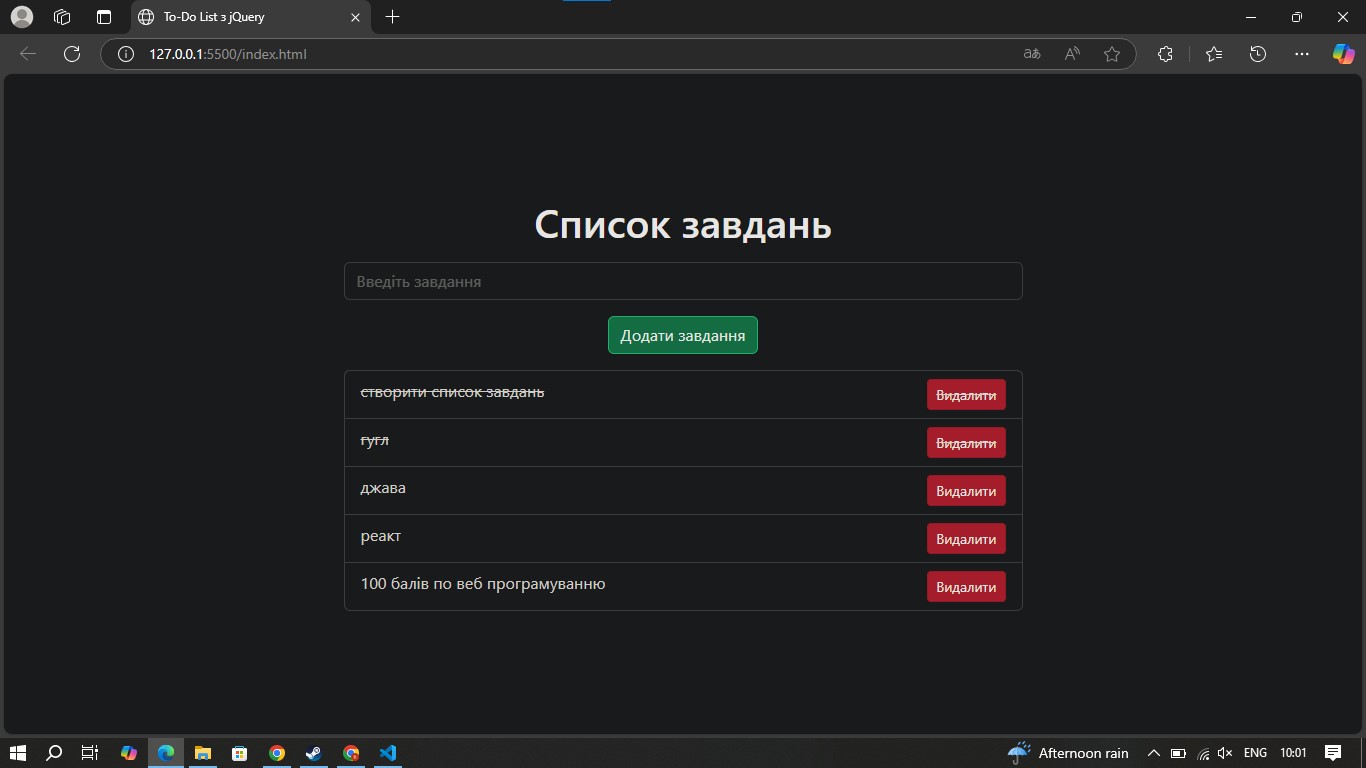 To-Do List з jQuery
127.0.0.1:5500/index.html
Список завдань
Введіть завдання
Додати завдання
створити список завдань
Видалити
гугл
Видалити
джава
Видалити
реакт
Видалити
100 балів по веб програмуванню
Видалити
Afternoon rain
ENG
10:01